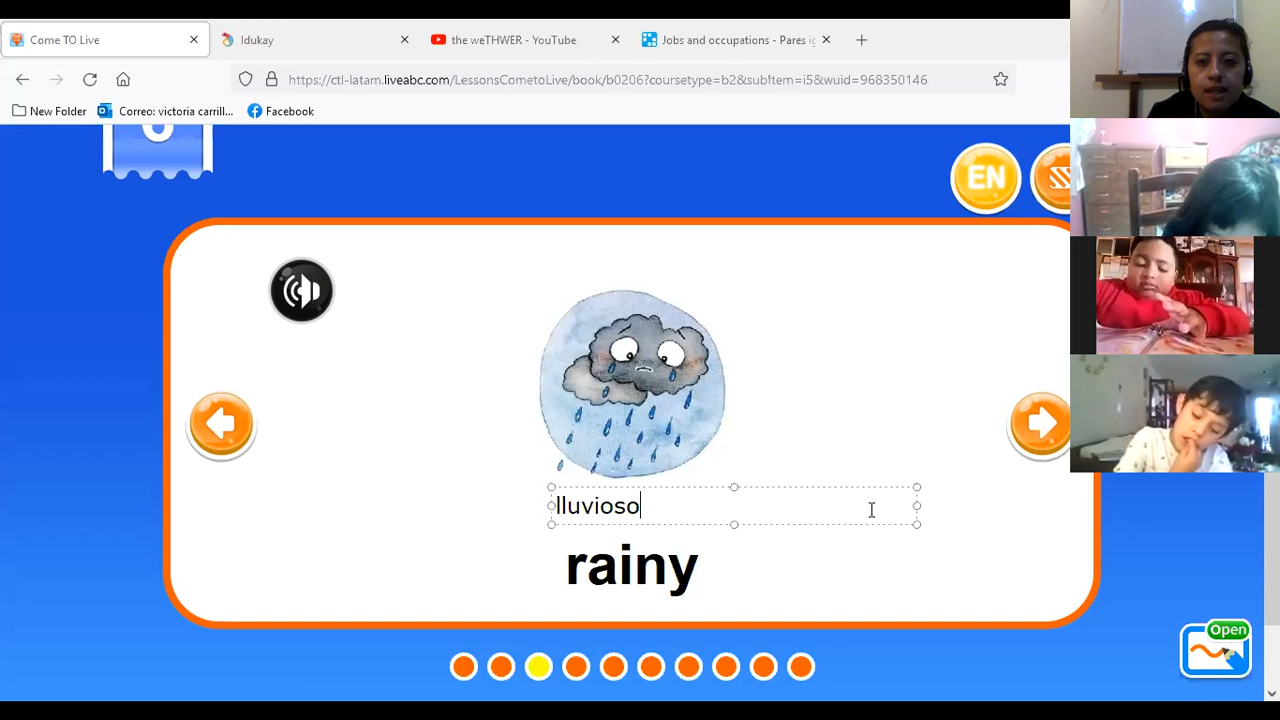 Come TO Live
Idukay
the weTHWER - YouTube
Jobs and occupations - Pares ig
https://ctl-latam.liveabc.com/LessonsCometoLive/book/b0206?coursetype=b2&sub!tem=i5&wuid=968350146
New Folder
Correo: victoria carrill...
Facebook
EN
lluvioso
rainy
Open